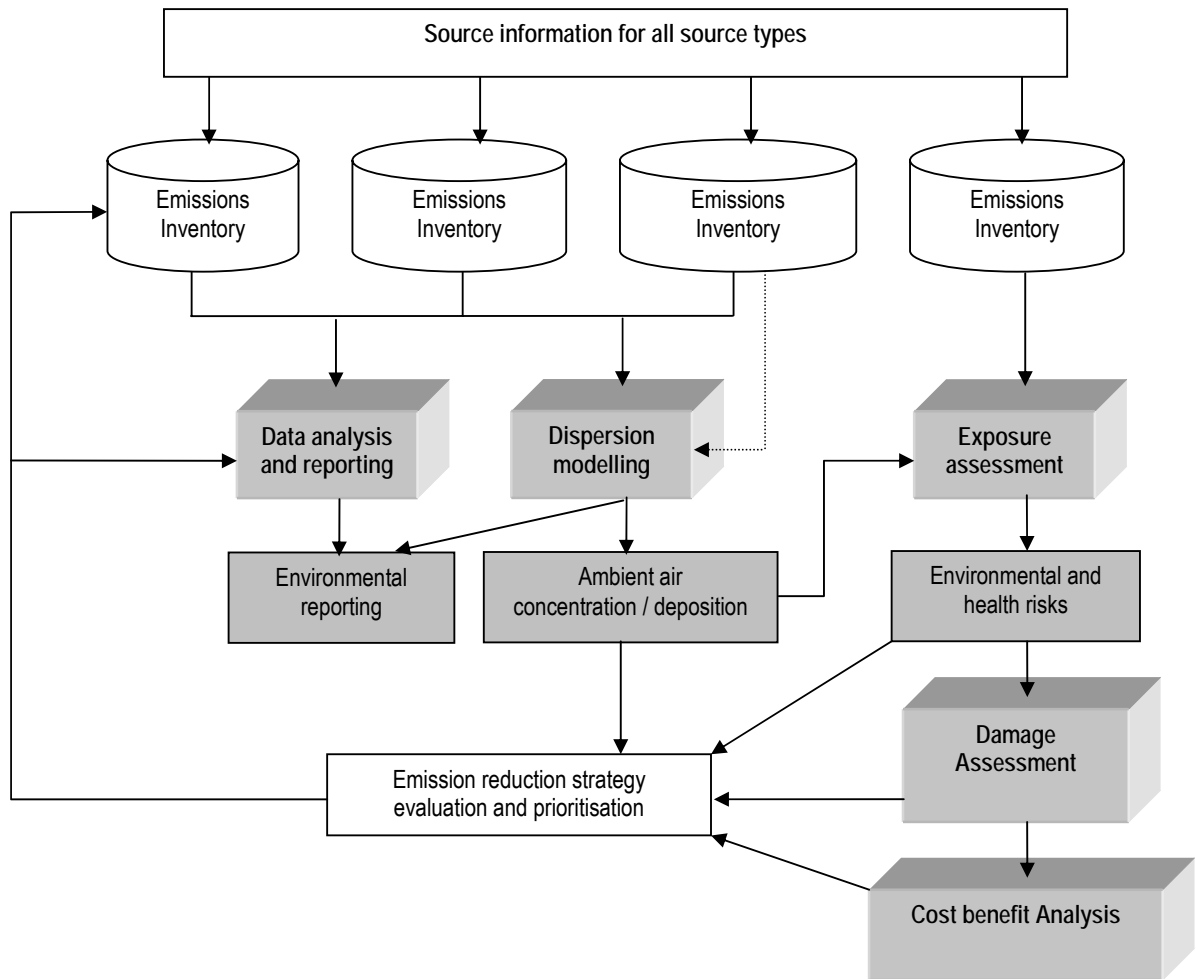 Source information for all source types
Emissions
Inventory
Emissions
Inventory
Emissions
Inventory
Emissions
Inventory
Data analysis
and reporting
Dispersion
modelling
Exposure
assessment
Environmental
reporting
Ambient air
concentration / deposition
Environmental and
health risks
Damage
Assessment
Emission reduction strategy
evaluation and prioritisation
Cost benefit Analysis